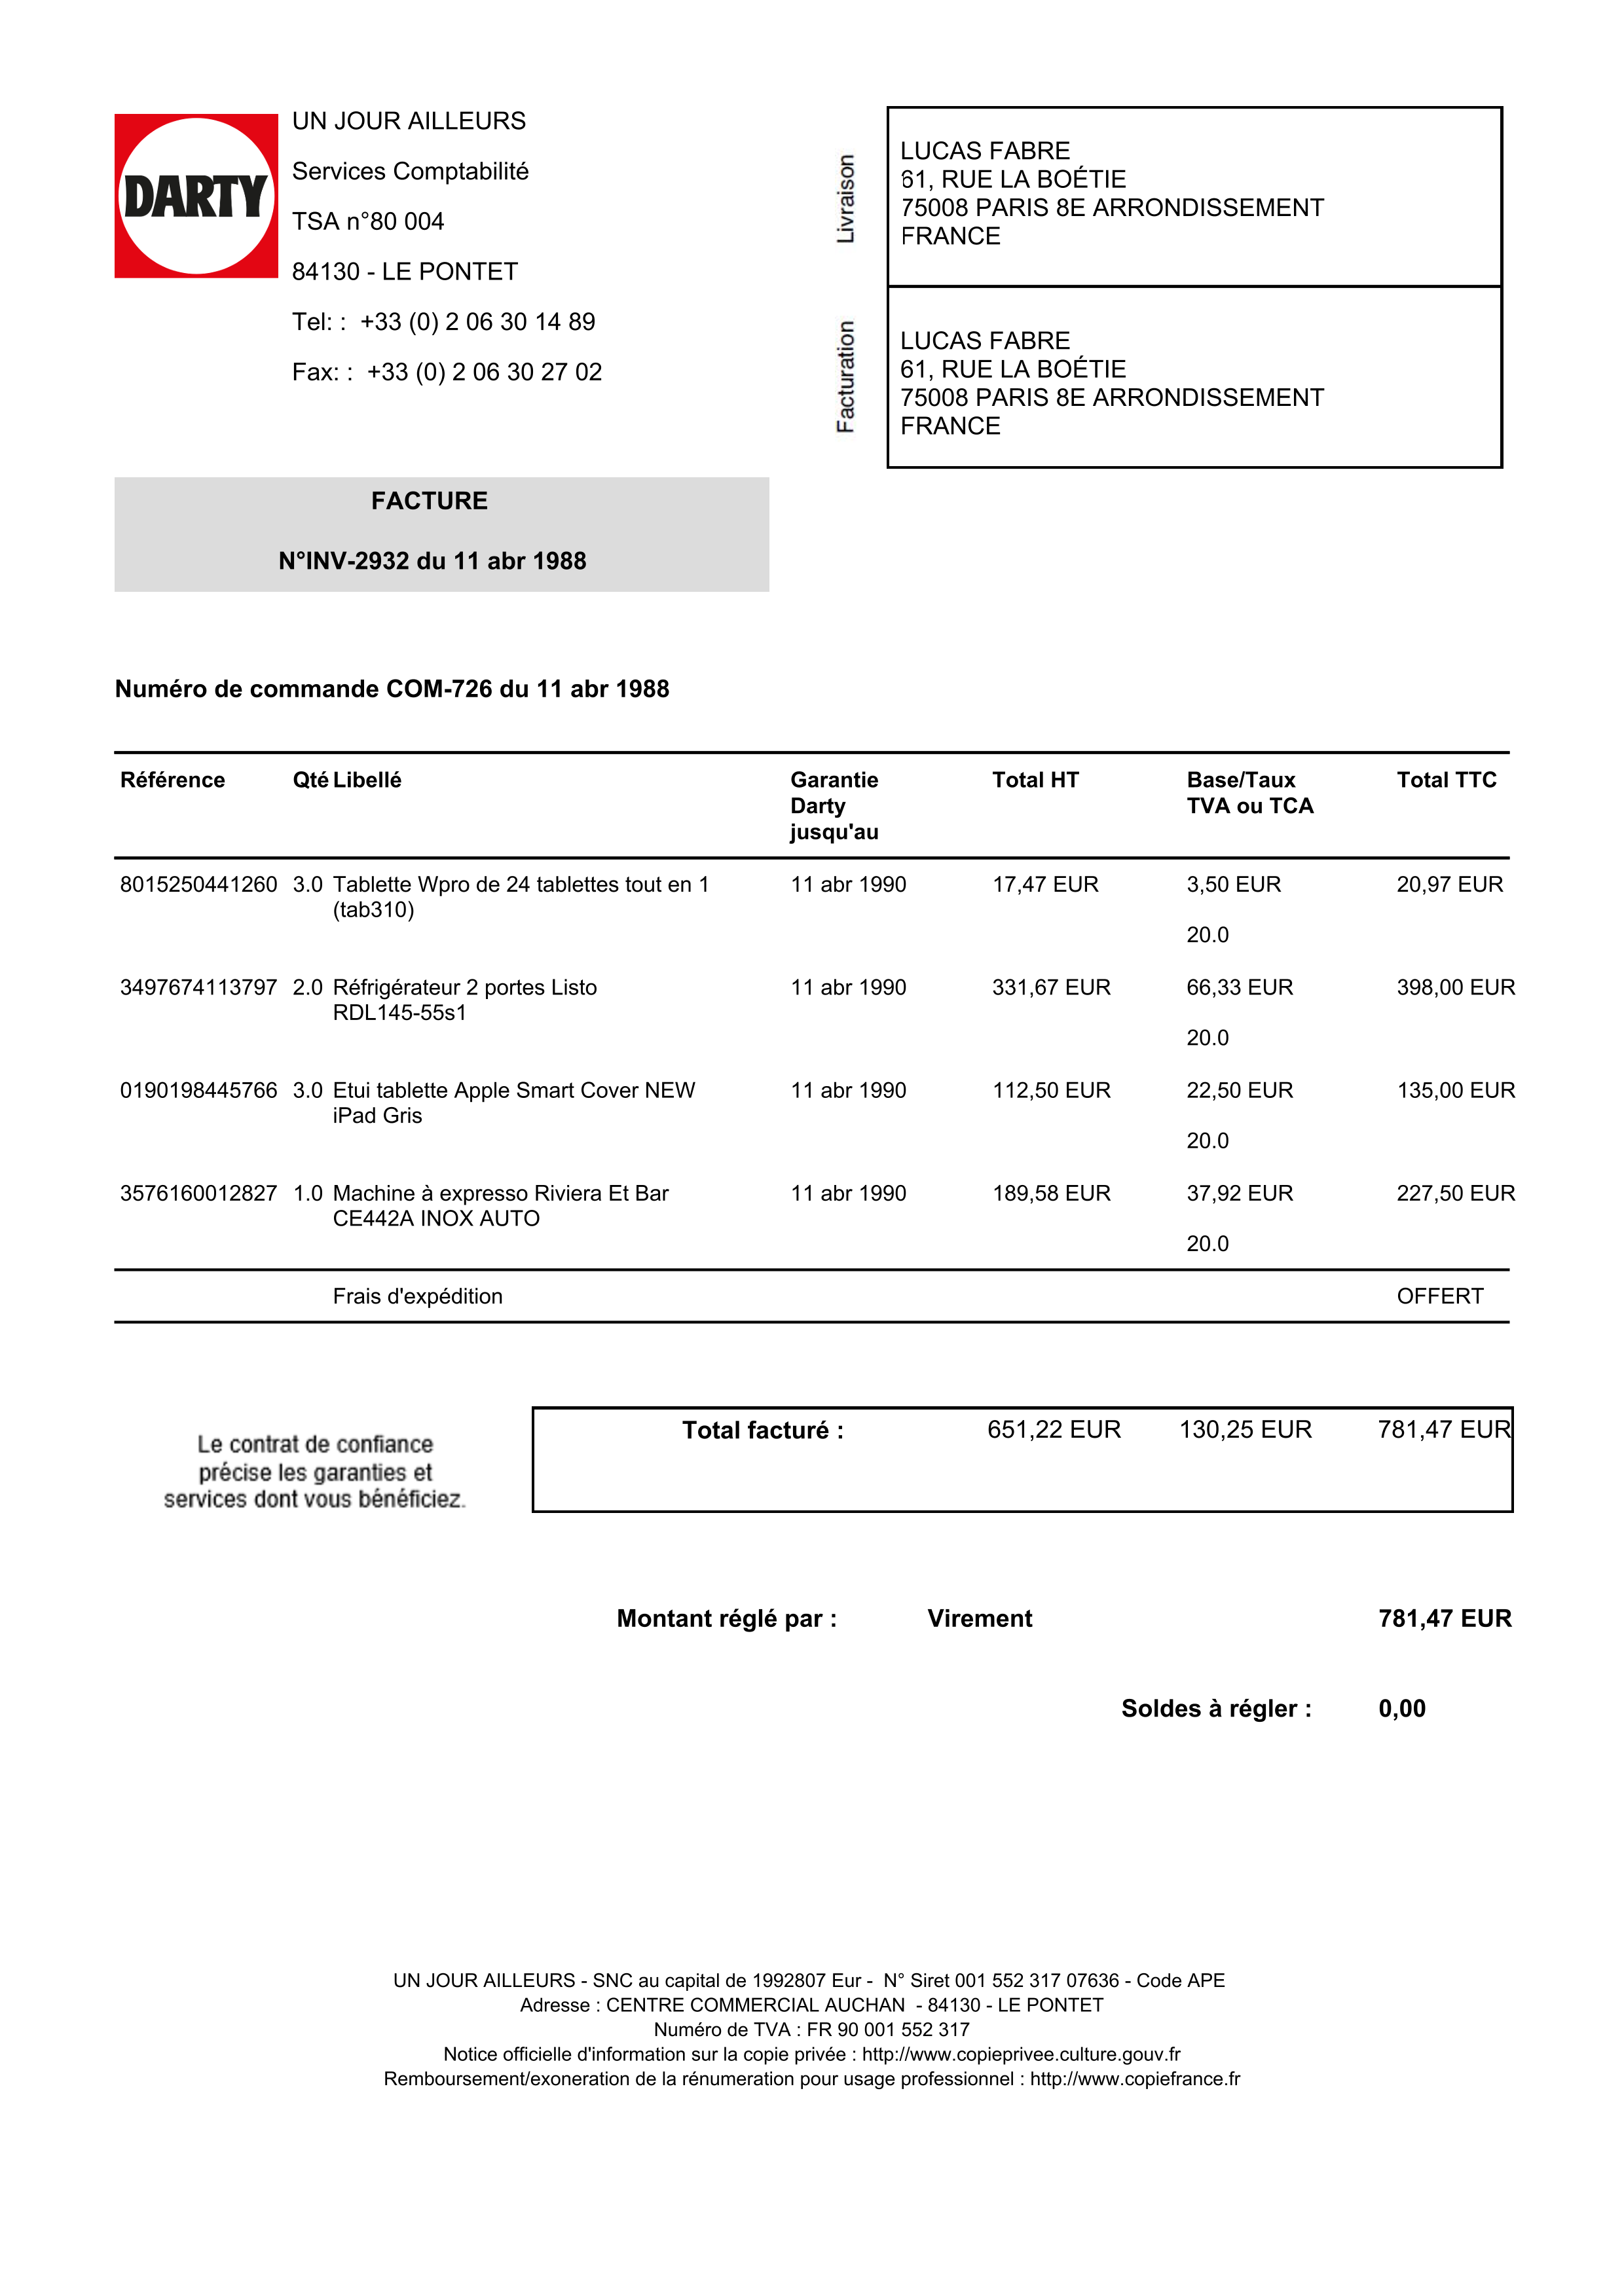 DARTY
UN JOUR AILLEURS
Services Comptabilité
TSA n°80 004
84130 - LE PONTET
Tel: :  +33 (0) 2 06 30 14 89
Fax: :  +33 (0) 2 06 30 27 02
Livraison
LUCAS FABRE
61, RUE LA BOÉTIE
75008 PARIS 8E ARRONDISSEMENT
FRANCE
Facturation
LUCAS FABRE
61, RUE LA BOÉTIE
75008 PARIS 8E ARRONDISSEMENT
FRANCE
FACTURE
N°INV-2932 du 11 abr 1988
Numéro de commande COM-726 du 11 abr 1988
Référence Qté Libellé Garantie Total HT Base/Taux Total TTC
Darty TVA ou TCA
jusqu'au
8015250441260 3.0 Tablette Wpro de 24 tablettes tout en 1 11 abr 1990 17,47 EUR 3,50 EUR 20,97 EUR
(tab310)
20.0
3497674113797 2.0 Réfrigérateur 2 portes Listo 11 abr 1990 331,67 EUR 66,33 EUR 398,00 EUR
RDL145-55s1
20.0
0190198445766 3.0 Etui tablette Apple Smart Cover NEW 11 abr 1990 112,50 EUR 22,50 EUR 135,00 EUR
iPad Gris
20.0
3576160012827 1.0 Machine à expresso Riviera Et Bar 11 abr 1990 189,58 EUR 37,92 EUR 227,50 EUR
CE442A INOX AUTO
20.0
Frais d'expédition OFFERT
Total facturé : 651,22 EUR 130,25 EUR 781,47 EUR
Le contrat de confiance
précise les garanties et
services dont vous bénéficiez.
Montant réglé par : Virement 781,47 EUR
Soldes à régler : 0,00
UN JOUR AILLEURS - SNC au capital de 1992807 Eur -  N° Siret 001 552 317 07636 - Code APE
Adresse : CENTRE COMMERCIAL AUCHAN  - 84130 - LE PONTET
Numéro de TVA : FR 90 001 552 317
Notice officielle d'information sur la copie privée : http://www.copieprivee.culture.gouv.fr
Remboursement/exoneration de la rénumeration pour usage professionnel : http://www.copiefrance.fr